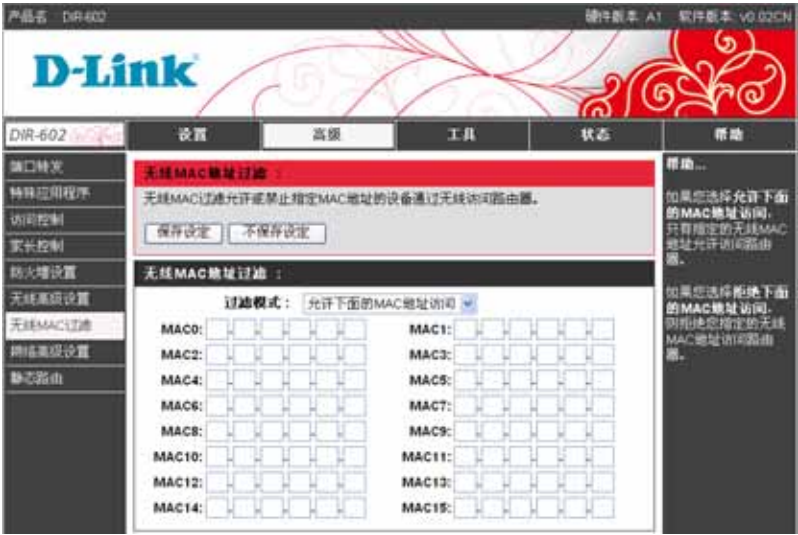 产品名 DIR-602 硬件版本 A1 软件版本 v0.02CN
D-Link
DIR-602 设置 高级 工具 状态 帮助
端口转发
特殊应用程序
访问控制
家长控制
防火墙设置
无线高级设置
无线MAC过滤
网络高级设置
静态路由
无线MAC地址过滤 :
无线MAC过滤允许或禁止指定MAC地址的设备通过无线访问路由器。
保存设定 不保存设定
无线MAC地址过滤 :
过滤模式: 允许下面的MAC地址访问
MAC0: MAC1:
MAC2: MAC3:
MAC4: MAC5:
MAC6: MAC7:
MAC8: MAC9:
MAC10: MAC11:
MAC12: MAC13:
MAC14: MAC15:
帮助...
如果您选择允许下面
的MAC地址访问,
只有指定的无线MAC
地址允许访问路由
器。
如果您选择拒绝下面
的MAC地址访问,
则拒绝您指定的无线
MAC地址访问路由
器。